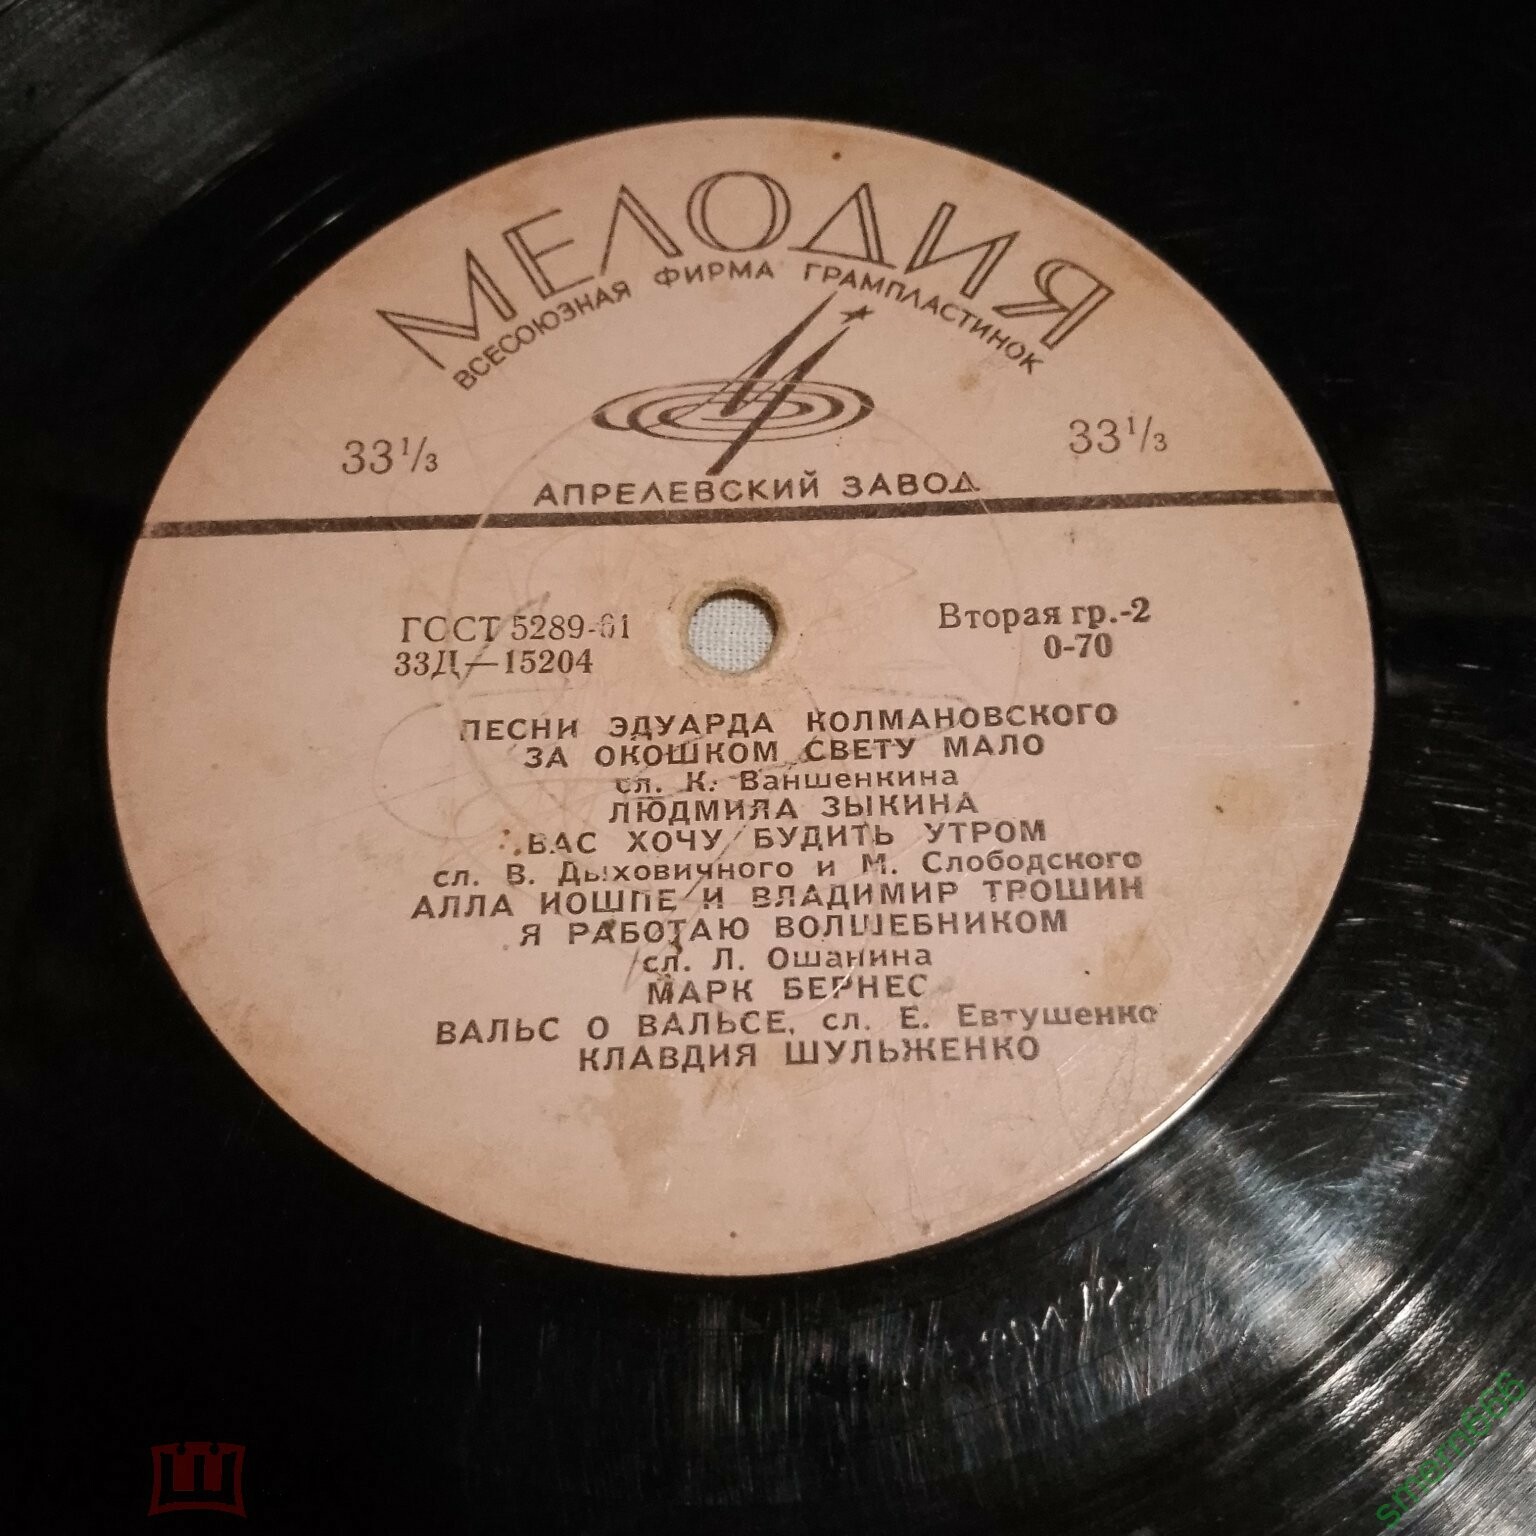 МЕЛОДИЯ
ВСЕСОЮЗНАЯ ФИРМА ГРАМПЛАСТИНОК
33 1/3
33 1/3
АПРЕЛЕВСКИЙ ЗАВОД
ГОСТ 5289-61
Вторая гр.-2
33Д—15204
0-70
ПЕСНИ ЭДУАРДА КОЛМАНОВСКОГО
ЗА ОКОШКОМ СВЕТУ МАЛО
сл. К. Ваншенкина
ЛЮДМИЛА ЗЫКИНА
ВАС ХОЧУ БУДИТЬ УТРОМ
сл. В. Дыховичного и М. Слободского
АЛЛА ИОШПЕ И ВЛАДИМИР ТРОШИН
Я РАБОТАЮ ВОЛШЕБНИКОМ
сл. Л. Ошанина
МАРК БЕРНЕС
ВАЛЬС О ВАЛЬСЕ, сл. Е. Евтушенко
КЛАВДИЯ ШУЛЬЖЕНКО